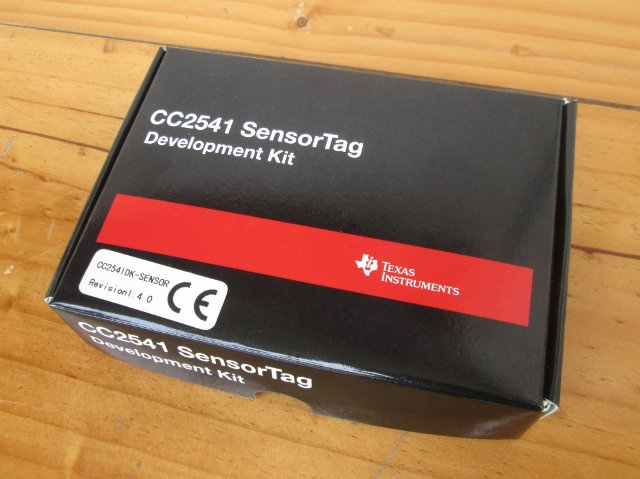 CC2541 SensorTag
Development Kit
TEXAS
INSTRUMENTS
CC2541DK-SENSOR
Revision1.4.0
CE
CC2541 SensorTag
Development Kit